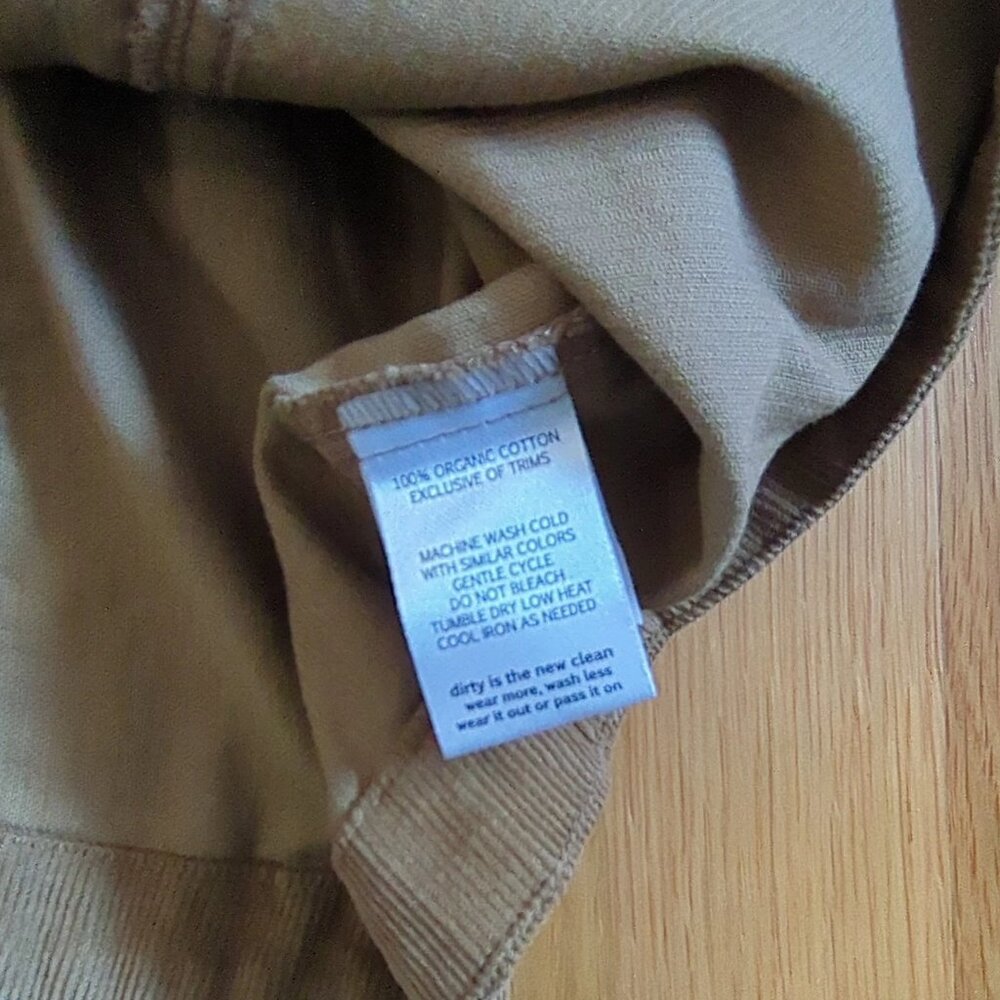 100% ORGANIC COTTON
EXCLUSIVE OF TRIMS
MACHINE WASH COLD
WITH SIMILAR COLORS
GENTLE CYCLE
DO NOT BLEACH
TUMBLE DRY LOW HEAT
COOL IRON AS NEEDED
dirty is the new clean
wear more, wash less
wear it out or pass it on